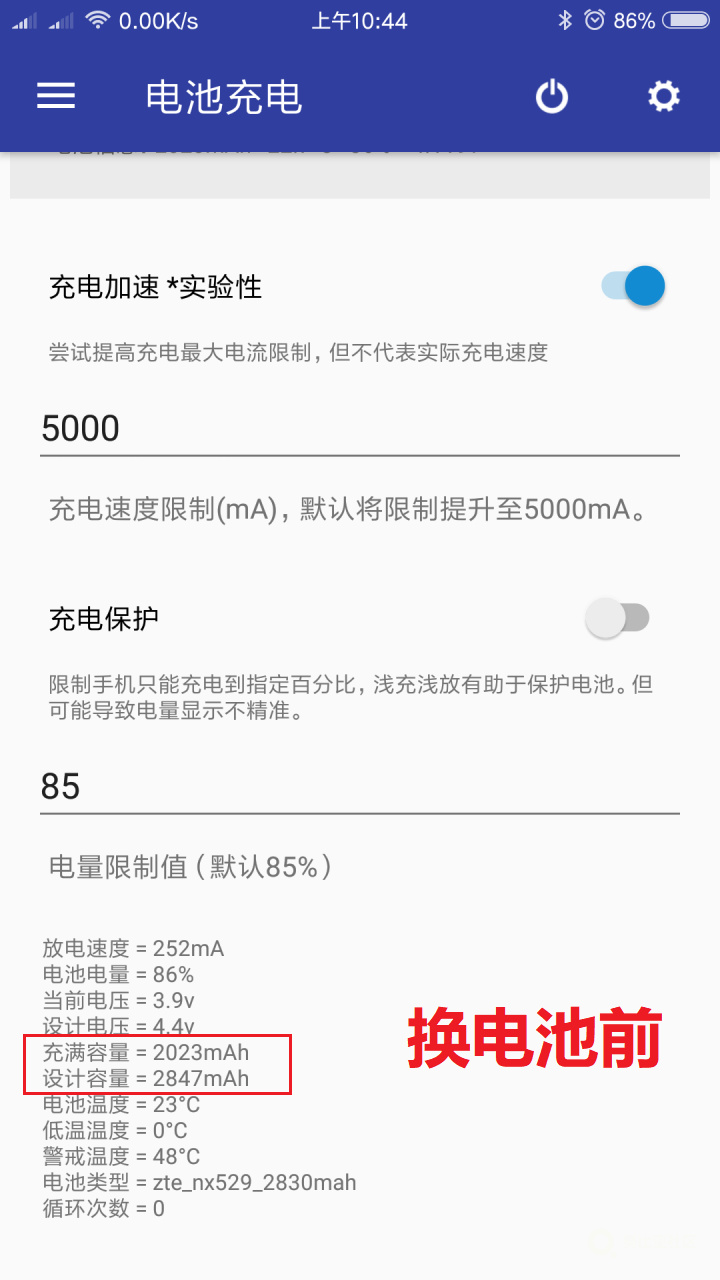 0.00K/s 上午10:44 86%
电池充电
充电加速 *实验性
尝试提高充电最大电流限制，但不代表实际充电速度
5000
充电速度限制(mA)，默认将限制提升至5000mA。
充电保护
限制手机只能充电到指定百分比，浅充浅放有助于保护电池。但
可能导致电量显示不精准。
85
电量限制值（默认85%）
放电速度 = 252mA
电池电量 = 86%
当前电压 = 3.9v
设计电压 = 4.4v
充满容量 = 2023mAh
设计容量 = 2847mAh
换电池前
电池温度 = 23°C
低温温度 = 0°C
警戒温度 = 48°C
电池类型 = zte_nx529_2830mah
循环次数 = 0